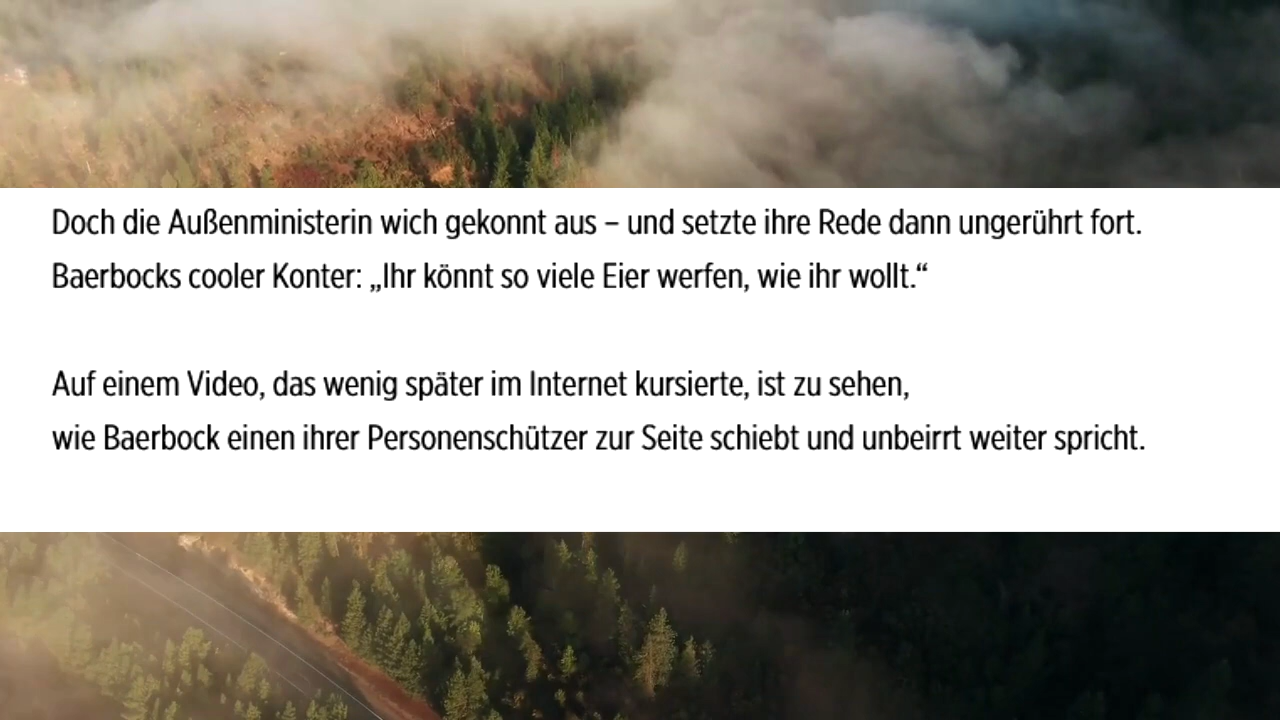 Doch die Außenministerin wich gekonnt aus – und setzte ihre Rede dann ungerührt fort.
Baerbocks cooler Konter: „Ihr könnt so viele Eier werfen, wie ihr wollt.“
Auf einem Video, das wenig später im Internet kursierte, ist zu sehen,
wie Baerbock einen ihrer Personenschützer zur Seite schiebt und unbeirrt weiter spricht.